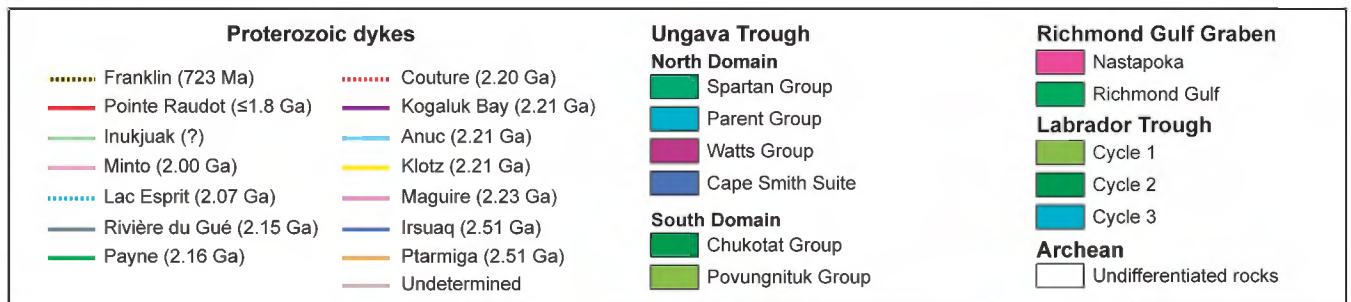 Proterozoic dykes
Franklin (723 Ma)
Pointe Raudot (≤1.8 Ga)
Inukjuak (?)
Minto (2.00 Ga)
Lac Esprit (2.07 Ga)
Rivière du Gué (2.15 Ga)
Payne (2.16 Ga)
Couture (2.20 Ga)
Kogaluk Bay (2.21 Ga)
Anuc (2.21 Ga)
Klotz (2.21 Ga)
Maguire (2.23 Ga)
Irsuaq (2.51 Ga)
Ptarmiga (2.51 Ga)
Undetermined
Ungava Trough
North Domain
Spartan Group
Parent Group
Watts Group
Cape Smith Suite
South Domain
Chukotat Group
Povungnituk Group
Richmond Gulf Graben
Nastapoka
Richmond Gulf
Labrador Trough
Cycle 1
Cycle 2
Cycle 3
Archean
Undifferentiated rocks